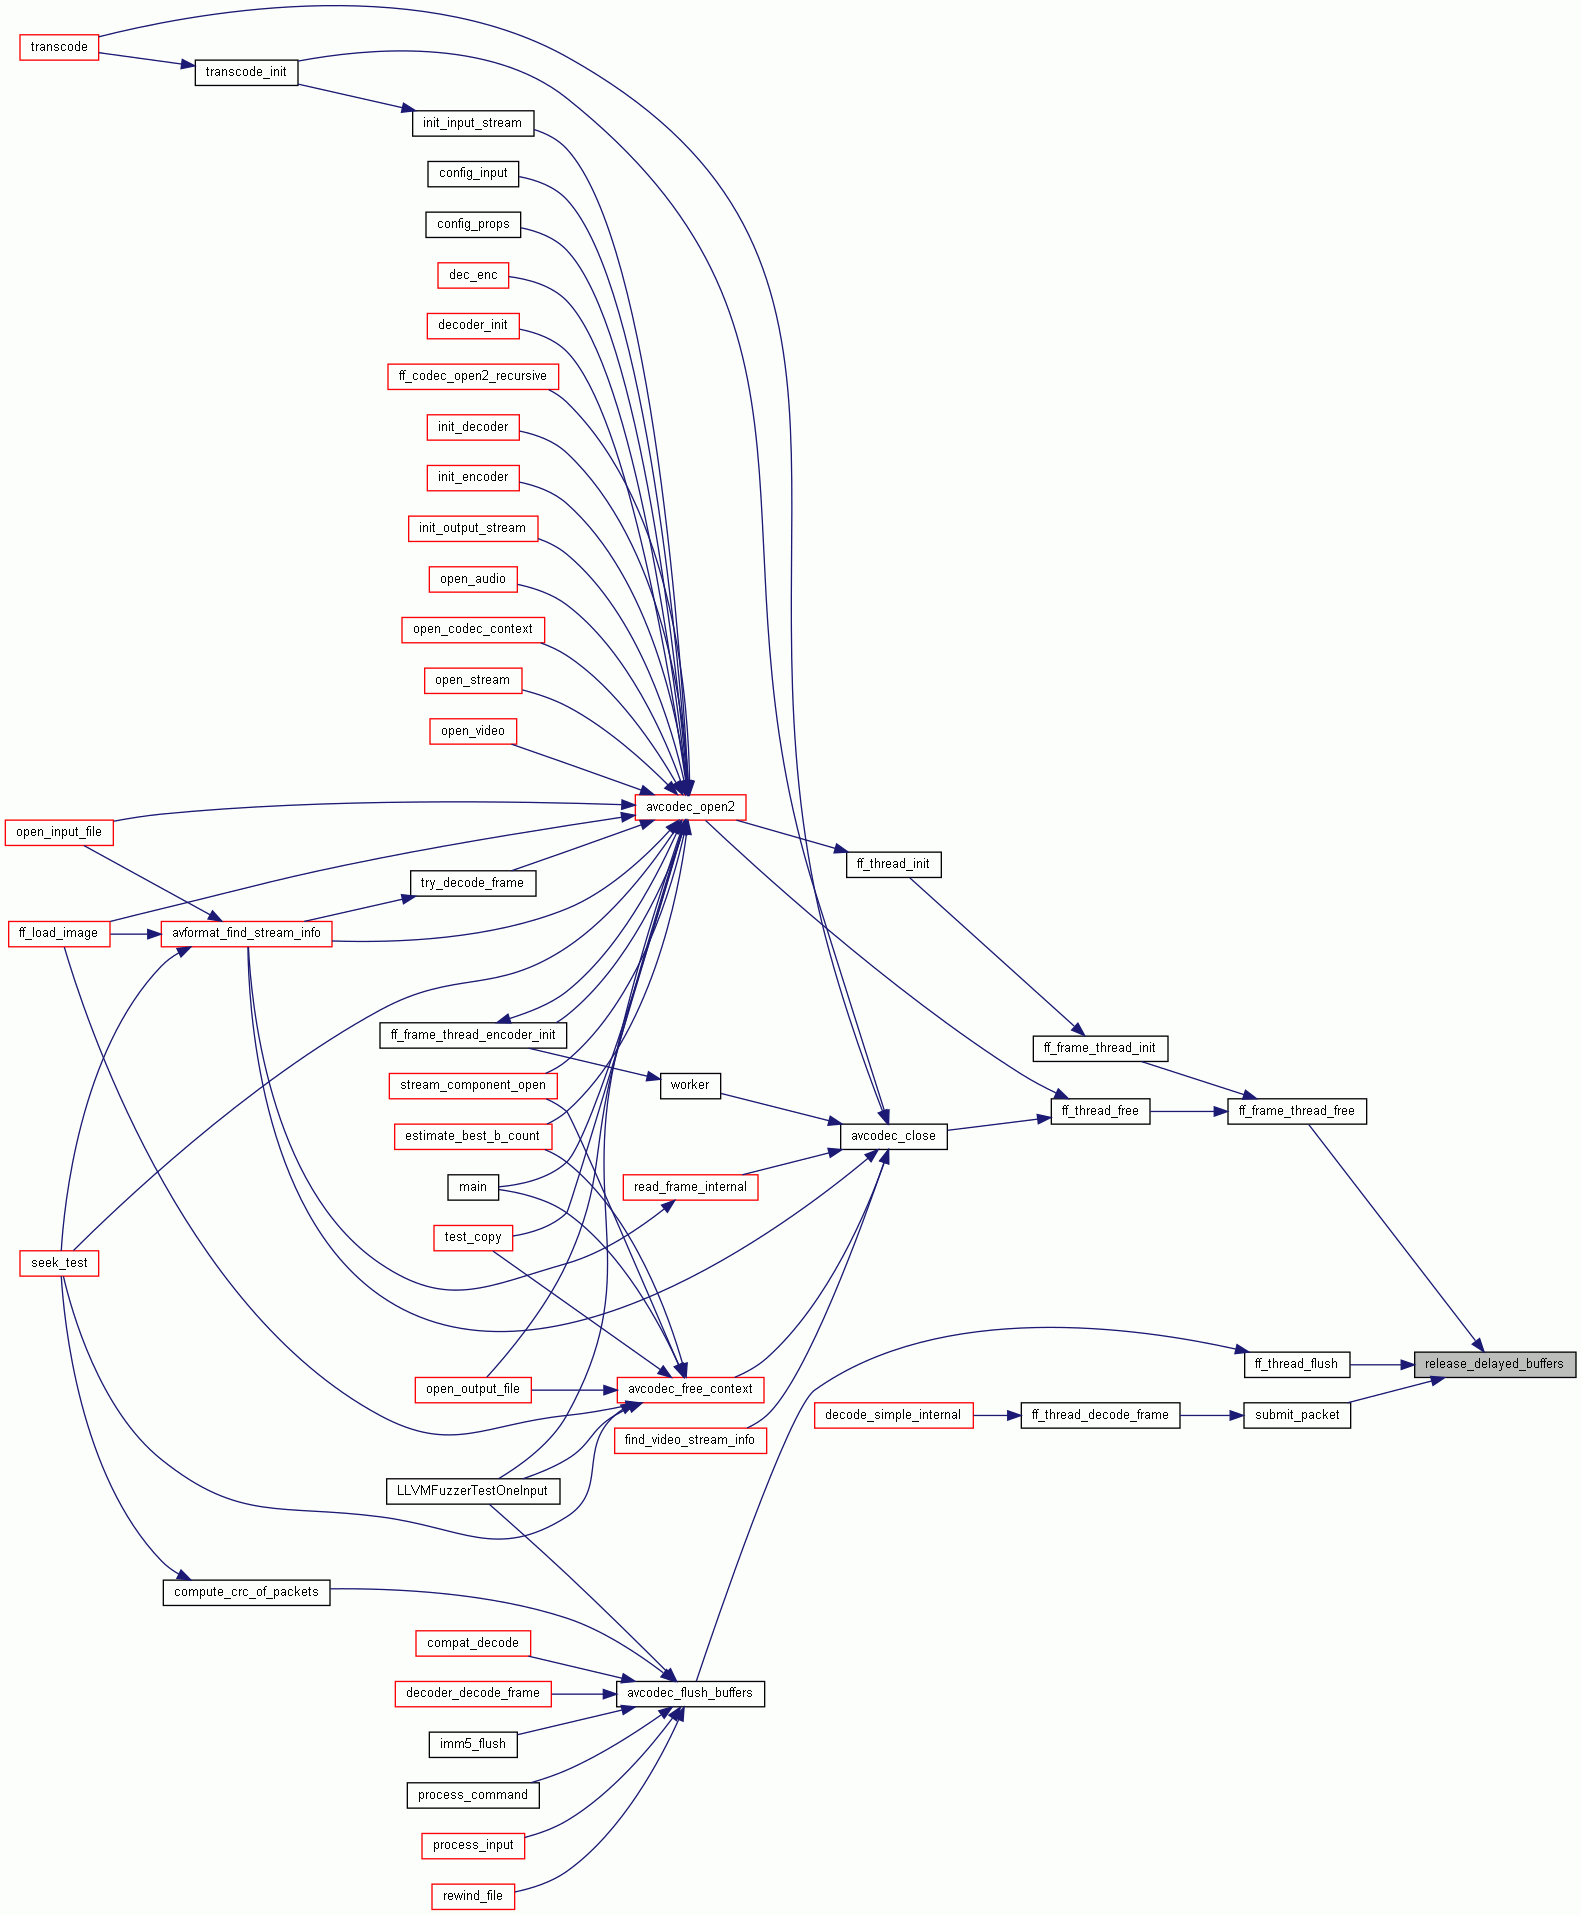 transcode
transcode_init
init_input_stream
config_input
config_props
dec_enc
decoder_init
ff_codec_open2_recursive
init_decoder
init_encoder
init_output_stream
open_audio
open_codec_context
open_stream
open_video
avcodec_open2
open_input_file
ff_thread_init
try_decode_frame
ff_load_image
avformat_find_stream_info
ff_frame_thread_encoder_init
ff_frame_thread_init
stream_component_open
worker
ff_thread_free
ff_frame_thread_free
estimate_best_b_count
avcodec_close
main
read_frame_internal
test_copy
seek_test
ff_thread_flush
release_delayed_buffers
open_output_file
avcodec_free_context
decode_simple_internal
ff_thread_decode_frame
submit_packet
find_video_stream_info
LLVMFuzzerTestOneInput
compute_crc_of_packets
compat_decode
decoder_decode_frame
avcodec_flush_buffers
imm5_flush
process_command
process_input
rewind_file